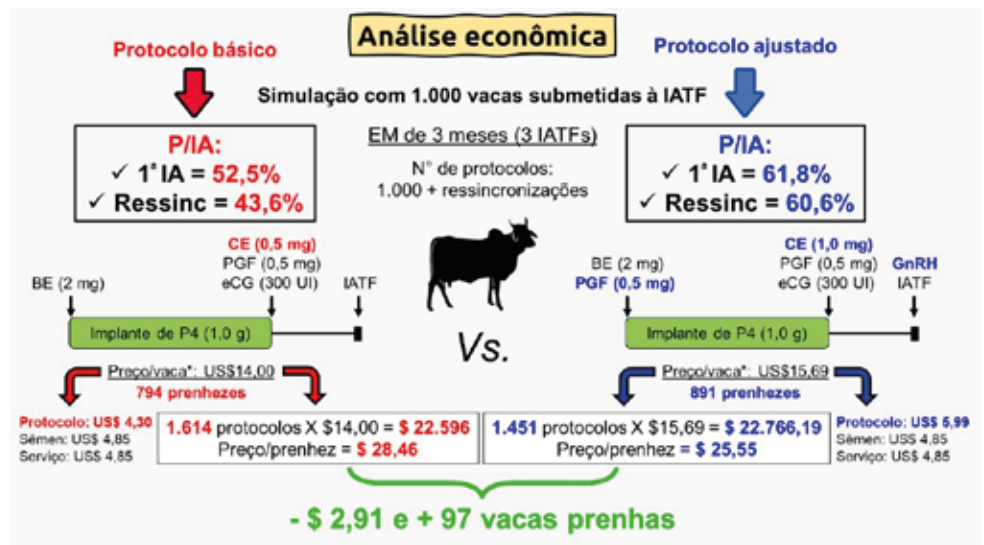 Análise econômica
Protocolo básico
Protocolo ajustado
Simulação com 1.000 vacas submetidas à IATF
P/IA:
✓ 1ª IA = 52,5%
✓ Ressinc = 43,6%
EM de 3 meses (3 IATFs)
N° de protocolos:
1.000 + ressincronizações
P/IA:
✓ 1ª IA = 61,8%
✓ Ressinc = 60,6%
BE (2 mg)
CE (0,5 mg)
PGF (0,5 mg)
eCG (300 UI)
IATF
Implante de P4 (1,0 g)
Vs.
BE (2 mg)
PGF (0,5 mg)
CE (1,0 mg)
PGF (0,5 mg)
eCG (300 UI)
GnRH
IATF
Implante de P4 (1,0 g)
Preço/vaca*: US$14,00
794 prenhezes
Protocolo: US$ 4,30
Sêmen: US$ 4,85
Serviço: US$ 4,85
1.614 protocolos X $14,00 = $ 22.596
Preço/prenhez = $ 28,46
Preço/vaca*: US$15,69
891 prenhezes
1.451 protocolos X $15,69 = $ 22.766,19
Preço/prenhez = $ 25,55
Protocolo: US$ 5,99
Sêmen: US$ 4,85
Serviço: US$ 4,85
- $ 2,91 e + 97 vacas prenhas